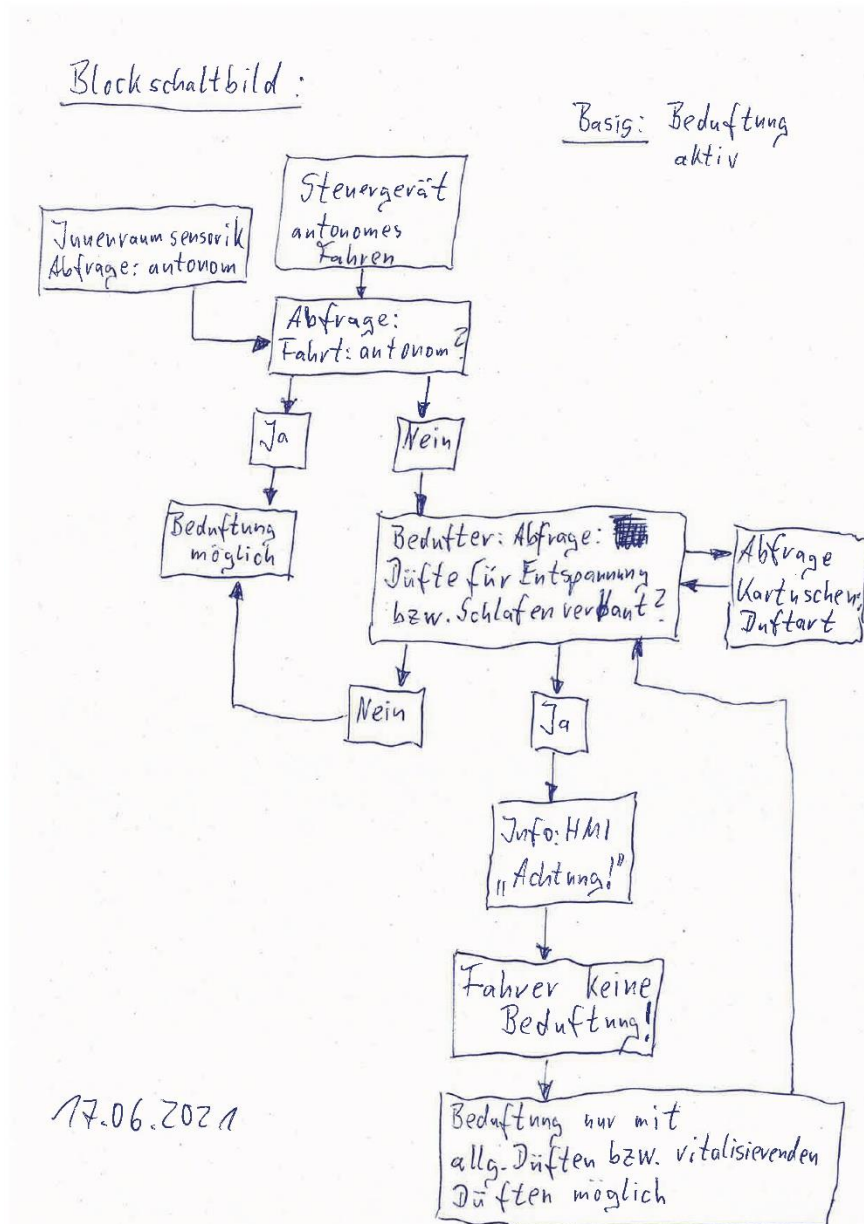 Blockschaltbild:
Basis: Beduftung
aktiv
Steuergerät
autonomes
Fahren
Innenraumsensorik
Abfrage: autonom
Abfrage:
Fahrt: autonom?
Ja
Nein
Beduftung
möglich
Bedufter: Abfrage:
Düfte für Entspannung
bzw. Schlafen verbaut?
Abfrage
Kartuschen:
Duftart
Nein
Ja
Info: HMI
„Achtung!"
Fahrer keine
Beduftung!
17.06.2021
Beduftung nur mit
allg. Düften bzw. vitalisierenden
Düften möglich